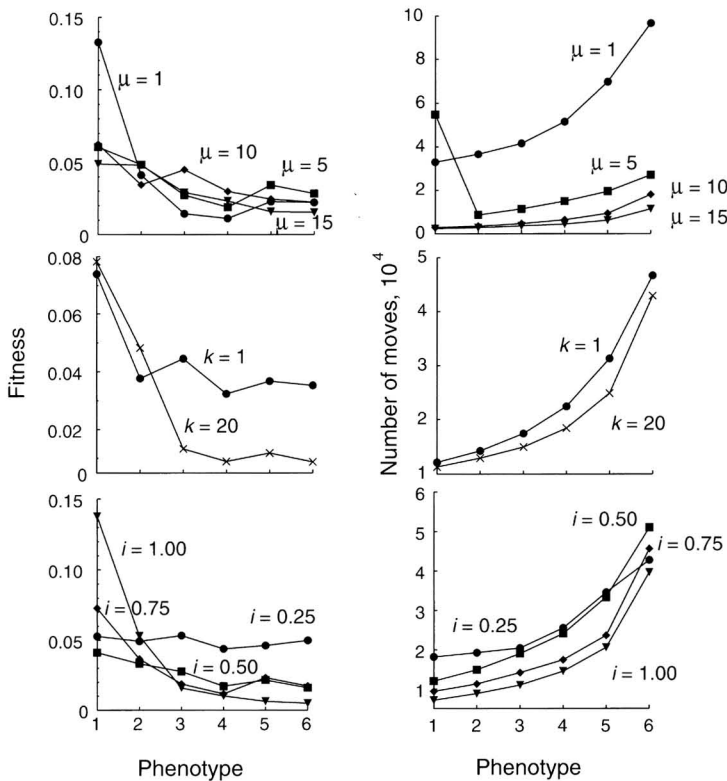 0.15
0.10
0.05
0
μ = 1
μ = 10
μ = 5
μ = 15
10
8
6
4
2
0
μ = 1
μ = 5
μ = 10
μ = 15
Fitness
0.08
0.06
0.04
0.02
0
k = 1
k = 20
Number of moves, 10⁴
5
4
3
2
1
k = 1
k = 20
0.15
0.10
0.05
0
i = 1.00
i = 0.75
i = 0.25
i = 0.50
1 2 3 4 5 6
Phenotype
6
5
4
3
2
1
i = 0.50
i = 0.75
i = 0.25
i = 1.00
1 2 3 4 5 6
Phenotype